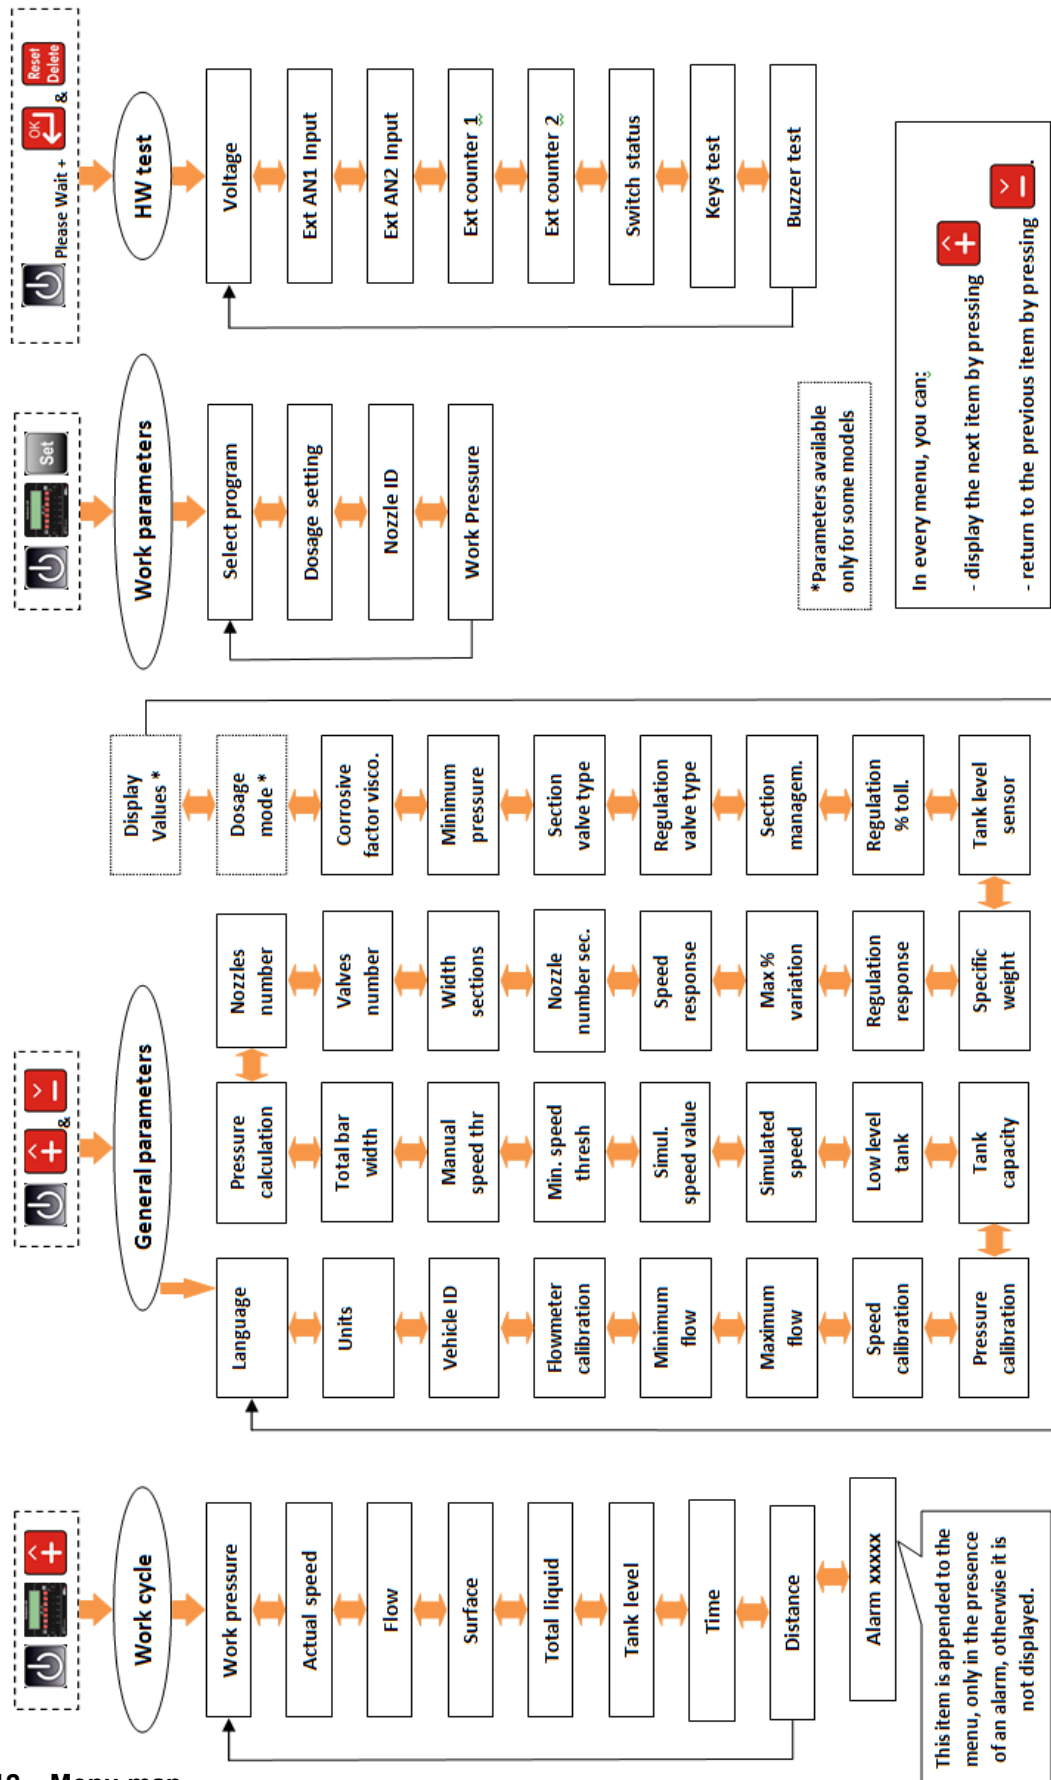 Work cycle
Work pressure
Actual speed
Flow
Surface
Total liquid
Tank level
Time
Distance
Alarm xxxxx
This item is appended to the
menu, only in the presence
of an alarm, otherwise it is
not displayed.
&
General parameters
Language
Units
Vehicle ID
Flowmeter
calibration
Minimum
flow
Maximum
flow
Speed
calibration
Pressure
calibration
Pressure
calculation
Total bar
width
Manual
speed thr
Min. speed
thresh
Simul.
speed value
Simulated
speed
Low level
tank
Tank
capacity
Nozzles
number
Valves
number
Width
sections
Nozzle
number sec.
Speed
response
Max %
variation
Regulation
response
Specific
weight
Display
Values *
Dosage
mode *
Corrosive
factor visco.
Minimum
pressure
Section
valve type
Regulation
valve type
Section
managem.
Regulation
% toll.
Tank level
sensor
Set
Work parameters
Select program
Dosage setting
Nozzle ID
Work Pressure
Please Wait +
OK
&
Reset
Delete
HW test
Voltage
Ext AN1 Input
Ext AN2 Input
Ext counter 1
Ext counter 2
Switch status
Keys test
Buzzer test
*Parameters available
only for some models
In every menu, you can:
- display the next item by pressing
- return to the previous item by pressing .
Menu map